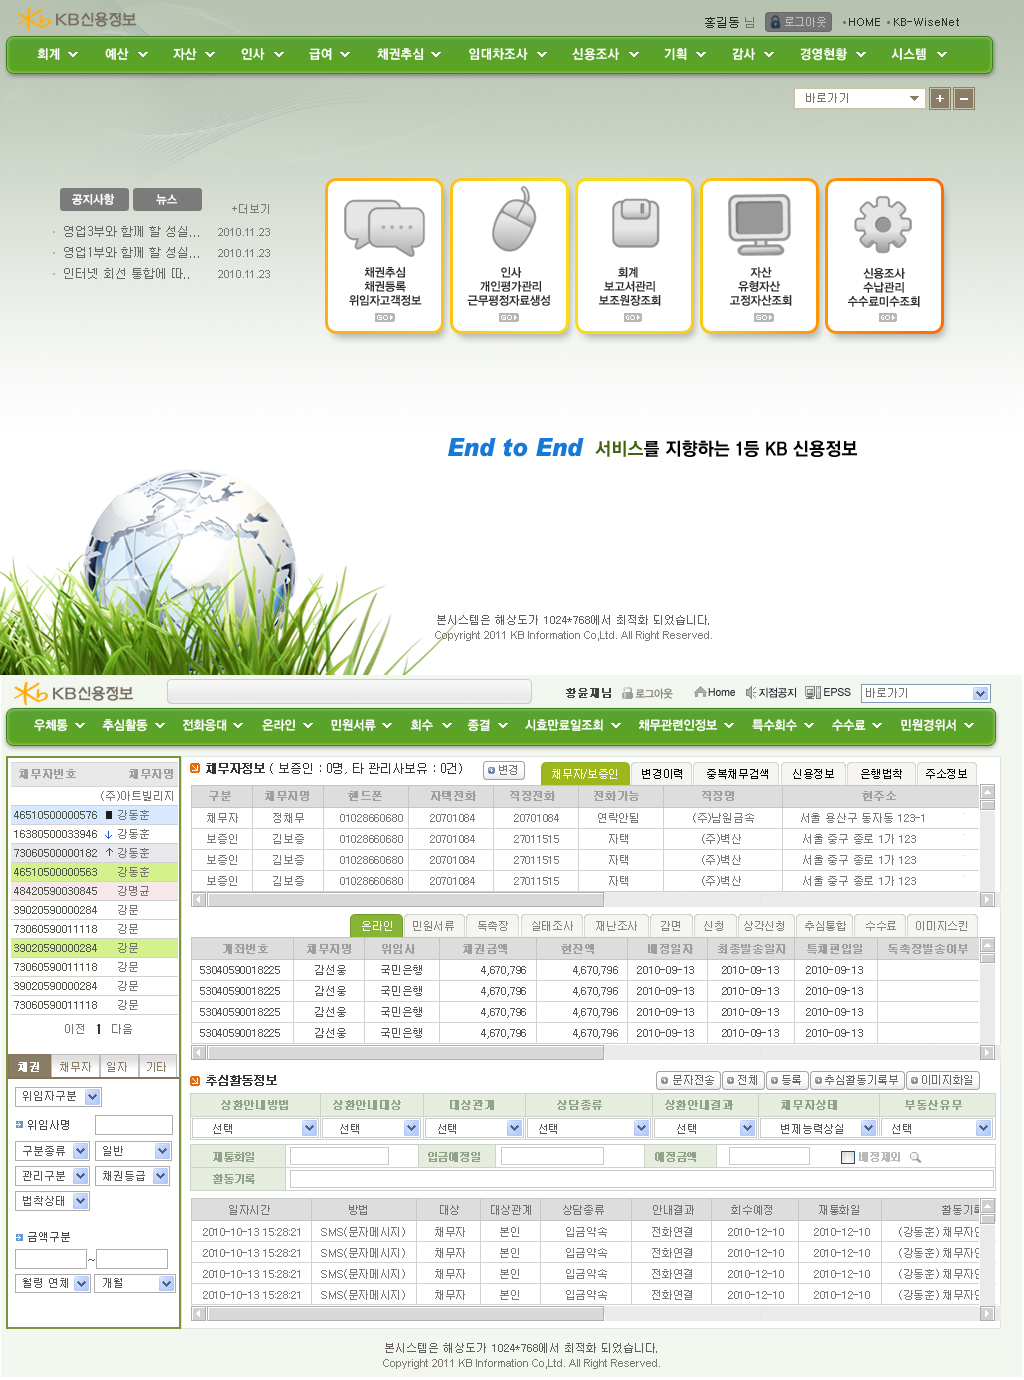 KB신용정보
홍길동 님 로그아웃 •HOME •KB-WiseNet
회계 예산 자산 인사 급여 채권추심 임대차조사 신용조사 기획 감사 경영현황 시스템
바로가기 + -
공지사항 뉴스 +더보기
영업3부와 함께 할 성실... 2010.11.23
영업1부와 함께 할 성실... 2010.11.23
인터넷 회선 통합에 따.. 2010.11.23
채권추심
채권등록
위임자고객정보
GO
인사
개인평가관리
근무평정자료생성
GO
회계
보고서관리
보조원장조회
GO
자산
유형자산
고정자산조회
GO
신용조사
수납관리
수수료미수조회
GO
End to End 서비스를 지향하는 1등 KB 신용정보
본시스템은 해상도가 1024*768에서 최적화 되었습니다.
Copyright 2011 KB Information Co,Ltd. All Right Reserved.
KB신용정보
황윤재님 로그아웃 Home 지점공지 EPSS 바로가기
우체통 추심활동 전화응대 온라인 민원서류 회수 종결 시효만료일조회 채무관련인정보 특수회수 수수료 민원경위서
채무자번호 채무자명
(주)아트빌리지
46510500000576 강동훈
16380500033946 강동훈
73060500000182 강동훈
46510500000563 강동훈
48420590030845 강명균
39020590000284 강문
73060590011118 강문
39020590000284 강문
73060590011118 강문
39020590000284 강문
73060590011118 강문
이전 1 다음
채권 채무자 일자 기타
위임자구분
위임사명
구분종류 일반
관리구분 채권등급
법착상태
금액구분
~
월령 연체 개월
채무자정보 ( 보증인 : 0명, 타 관리사보유 : 0건) 변경
채무자/보증인 변경이력 중복채무검색 신용정보 은행법착 주소정보
구분 채무자명 핸드폰 자택전화 직장전화 전화가능 직장명 현주소
채무자 정채무 01028660680 20701084 20701084 연락안됨 (주)남원금속 서울 용산구 동자동 123-1
보증인 김보증 01028660680 20701084 27011515 자택 (주)벽산 서울 중구 종로 1가 123
보증인 김보증 01028660680 20701084 27011515 자택 (주)벽산 서울 중구 종로 1가 123
보증인 김보증 01028660680 20701084 27011515 자택 (주)벽산 서울 중구 종로 1가 123
온라인 민원서류 독촉장 실태조사 재난조사 감면 신청 상각신청 추심통합 수수료 이미지스킨
계좌번호 채무자명 위임사 채권금액 현잔액 배정일자 최종발송일자 특채편입일 독촉장발송여부
53040590018225 감선웅 국민은행 4,670,796 4,670,796 2010-09-13 2010-09-13 2010-09-13
53040590018225 감선웅 국민은행 4,670,796 4,670,796 2010-09-13 2010-09-13 2010-09-13
53040590018225 감선웅 국민은행 4,670,796 4,670,796 2010-09-13 2010-09-13 2010-09-13
53040590018225 감선웅 국민은행 4,670,796 4,670,796 2010-09-13 2010-09-13 2010-09-13
추심활동정보 문자전송 전체 등록 추심활동기록부 이미지화일
상환안내방법 상환안내대상 대상관계 상담종류 상환안내결과 채무자상태 부동산유무
선택 선택 선택 선택 선택 변제능력상실 선택
재통화일 입금예정일 예정금액 배정제외
활동기록
일자시간 방법 대상 대상관계 상담종류 안내결과 회수예정 재통화일 활동기록
2010-10-13 15:28:21 SMS(문자메시지) 채무자 본인 입금약속 전화연결 2010-12-10 2010-12-10 (강동훈) 채무자인
2010-10-13 15:28:21 SMS(문자메시지) 채무자 본인 입금약속 전화연결 2010-12-10 2010-12-10 (강동훈) 채무자인
2010-10-13 15:28:21 SMS(문자메시지) 채무자 본인 입금약속 전화연결 2010-12-10 2010-12-10 (강동훈) 채무자인
2010-10-13 15:28:21 SMS(문자메시지) 채무자 본인 입금약속 전화연결 2010-12-10 2010-12-10 (강동훈) 채무자인
본시스템은 해상도가 1024*768에서 최적화 되었습니다.
Copyright 2011 KB Information Co,Ltd. All Right Reserved.